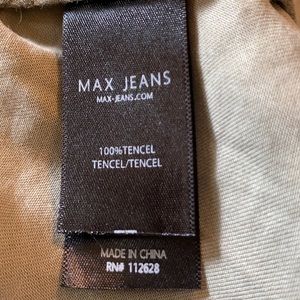 MAX JEANS
MAX-JEANS.COM
100%TENCEL
TENCEL/TENCEL
MADE IN CHINA
RN# 112628